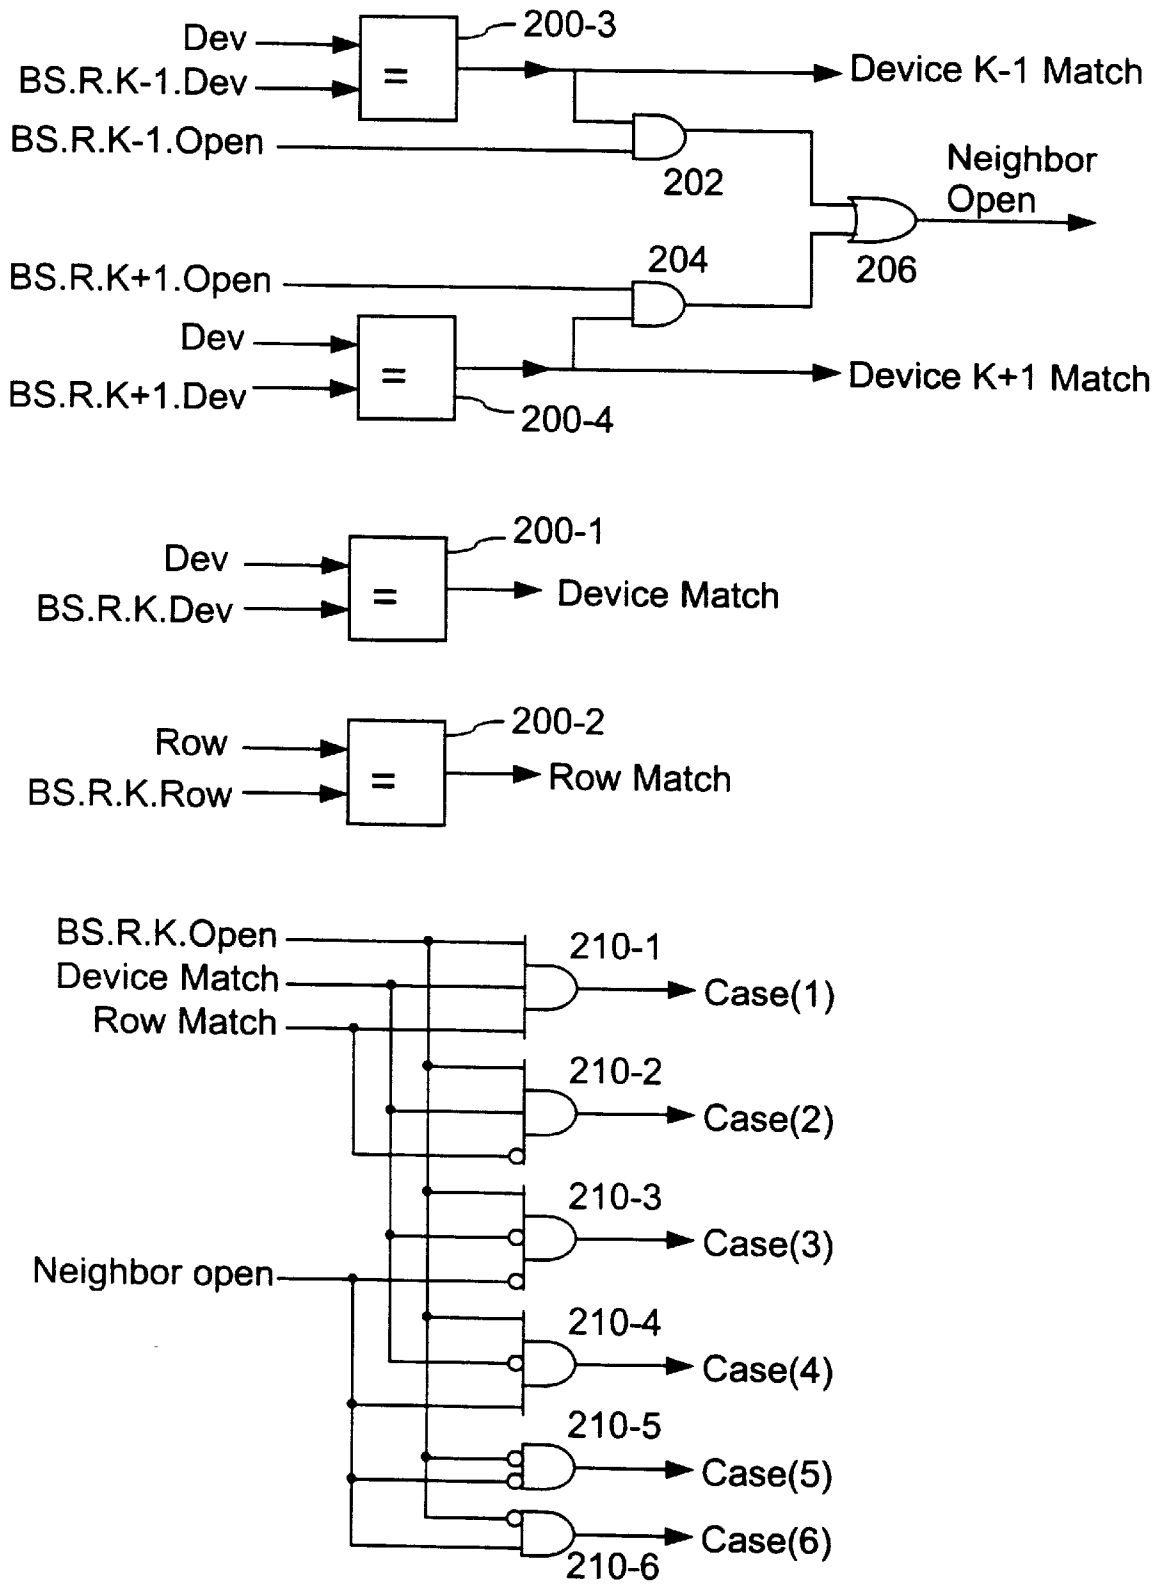 Dev
200-3
BS.R.K-1.Dev
=
Device K-1 Match
BS.R.K-1.Open
202
Neighbor
Open
206
204
BS.R.K+1.Open
Dev
BS.R.K+1.Dev
=
Device K+1 Match
200-4
200-1
Dev
BS.R.K.Dev
=
Device Match
200-2
Row
BS.R.K.Row
=
Row Match
BS.R.K.Open
Device Match
Row Match
210-1
Case(1)
210-2
Case(2)
210-3
Case(3)
Neighbor open
210-4
Case(4)
210-5
Case(5)
Case(6)
210-6